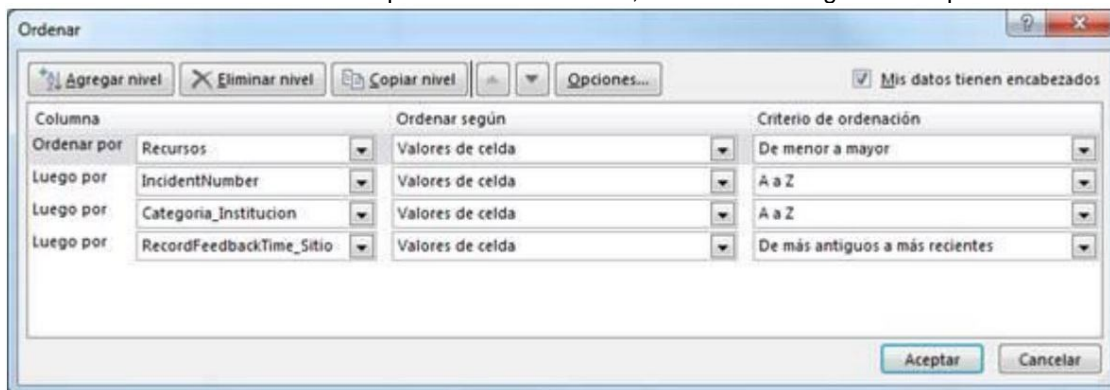 Ordenar
Agregar nivel Eliminar nivel Copiar nivel Opciones... Mis datos tienen encabezados
Columna Ordenar según Criterio de ordenación
Ordenar por Recursos Valores de celda De menor a mayor
Luego por IncidentNumber Valores de celda A a Z
Luego por Categoria_Institucion Valores de celda A a Z
Luego por RecordFeedbackTime_Sitio Valores de celda De más antiguos a más recientes
Aceptar Cancelar